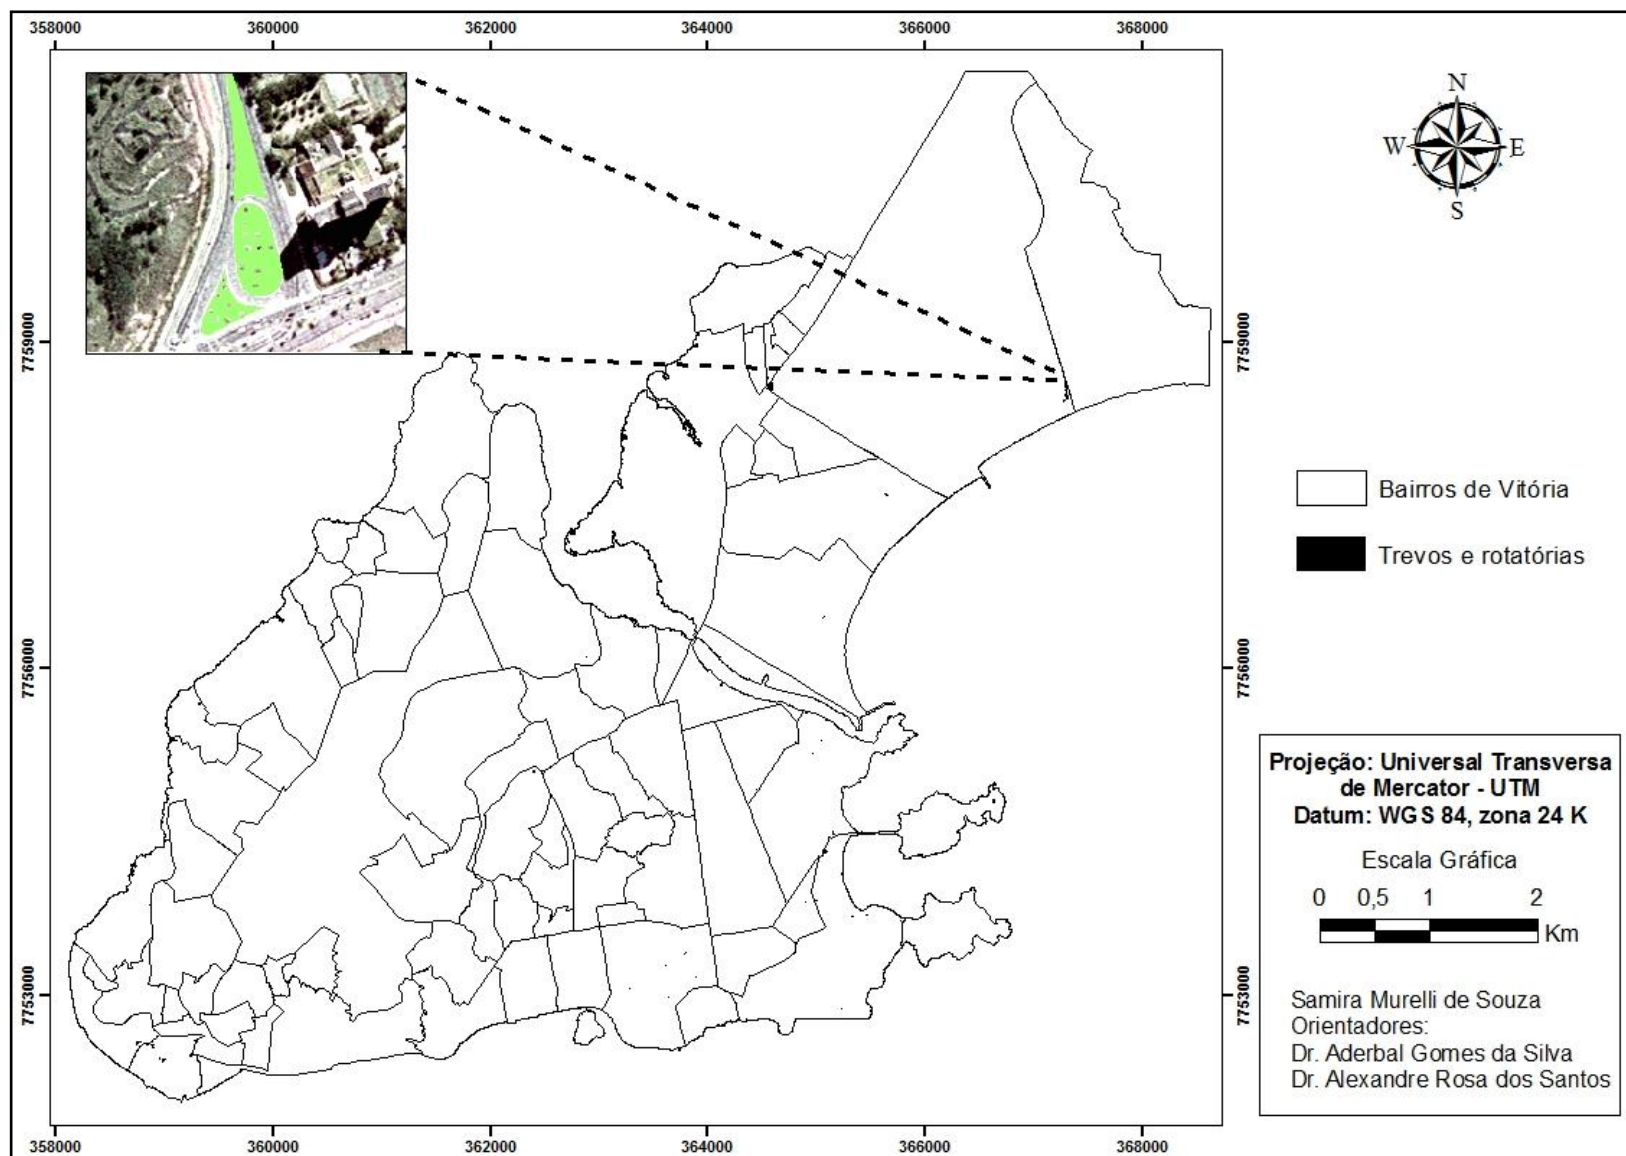 358000 360000 362000 364000 366000 368000
N
W E
S
7759000 7759000
Bairros de Vitória
Trevos e rotatórias
7756000 7756000
Projeção: Universal Transversa
de Mercator - UTM
Datum: WGS 84, zona 24 K
Escala Gráfica
0 0,5 1 2
Km
7753000 7753000
Samira Murelli de Souza
Orientadores:
Dr. Aderbal Gomes da Silva
Dr. Alexandre Rosa dos Santos
358000 360000 362000 364000 366000 368000